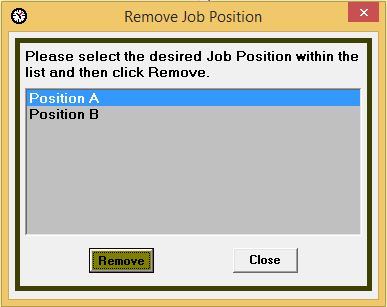 Remove Job Position
Please select the desired Job Position within the
list and then click Remove.
Position A
Position B
Remove
Close